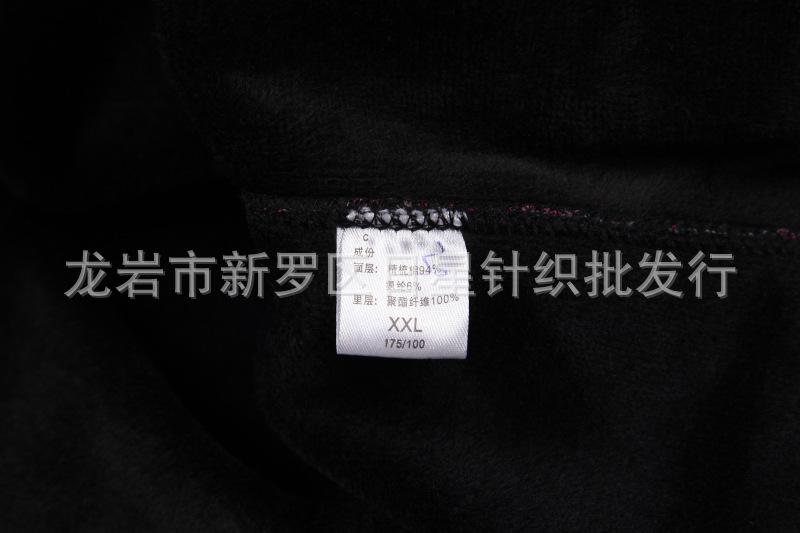 成份
面层：精梳棉94%
氨纶6%
里层：聚酯纤维100%
XXL
175/100
龙岩市新罗区 星针织批发行